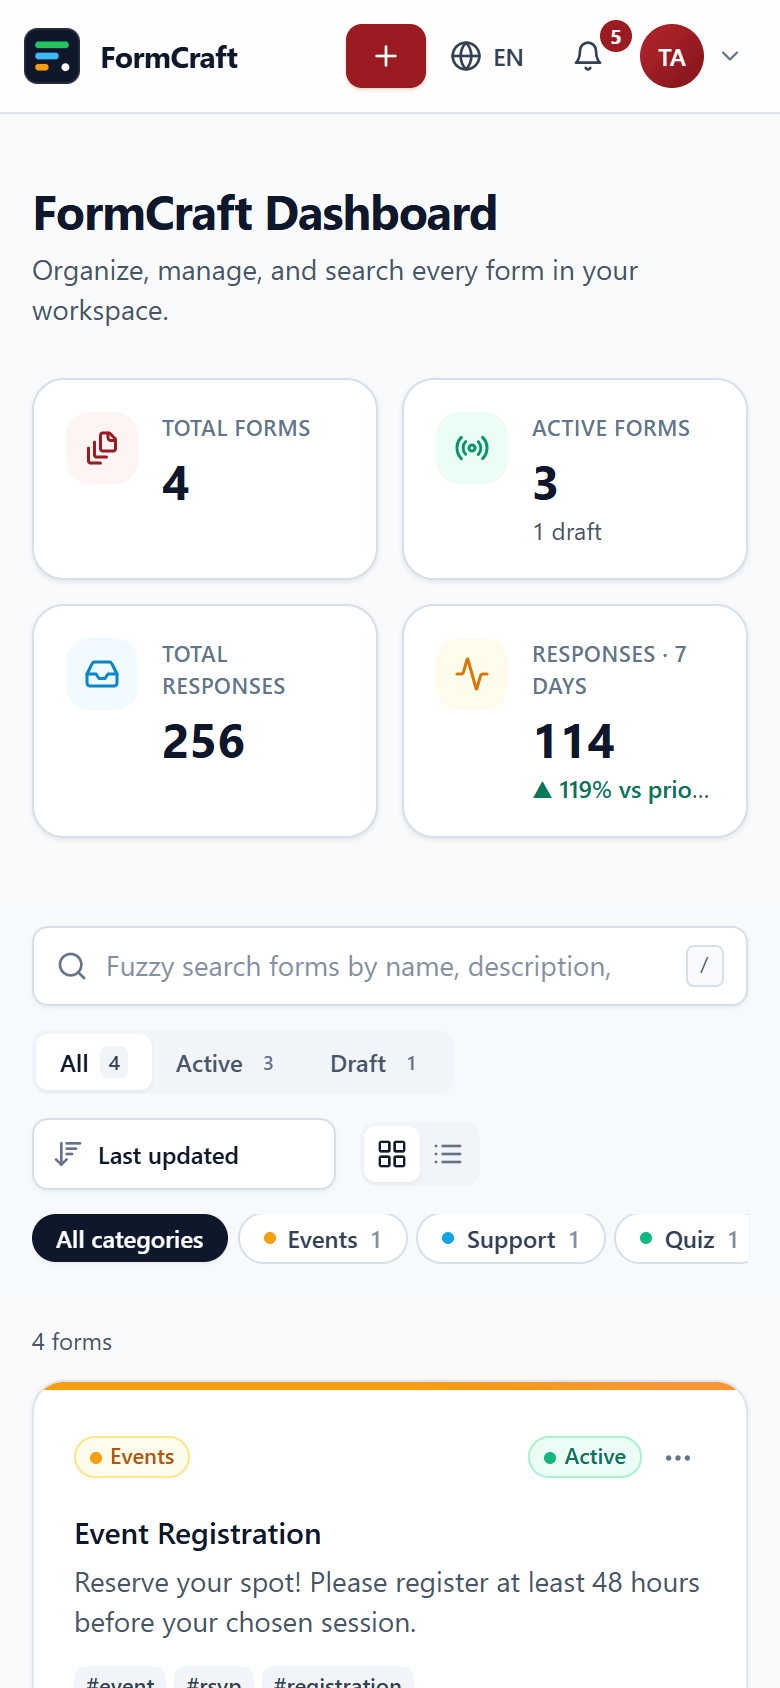 FormCraft
EN
5
TA
FormCraft Dashboard
Organize, manage, and search every form in your
workspace.
TOTAL FORMS
4
ACTIVE FORMS
3
1 draft
TOTAL
RESPONSES
256
RESPONSES · 7
DAYS
114
▲ 119% vs prio...
Fuzzy search forms by name, description,
/
All 4
Active 3
Draft 1
Last updated
All categories
Events 1
Support 1
Quiz 1
4 forms
Events
Active
Event Registration
Reserve your spot! Please register at least 48 hours
before your chosen session.
#event #rsvp #registration